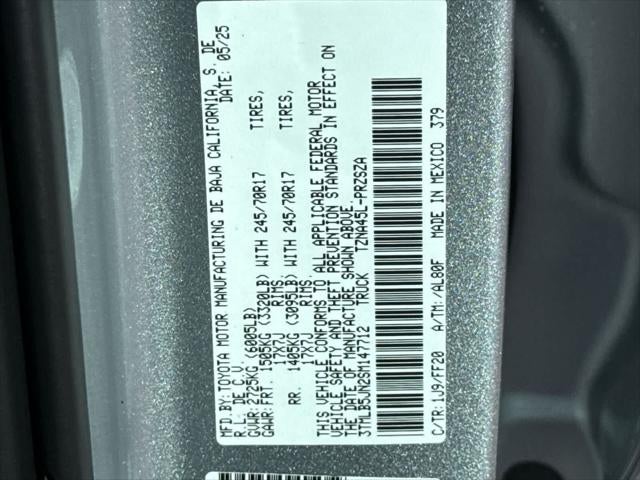 MFD.BY: TOYOTA MOTOR MANUFACTURING DE BAJA CALIFORNIA S. DE
R.L. DE C.V. DATE: 05/25
GVWR: 2725KG (6005LB)
GAWR: FRT. 1505KG (3320LB) WITH 245/70R17 TIRES,
17X7J RIMS.
RR. 1405KG (3095LB) WITH 245/70R17 TIRES,
17X7J RIMS.
THIS VEHICLE CONFORMS TO ALL APPLICABLE FEDERAL MOTOR
VEHICLE SAFETY AND THEFT PREVENTION STANDARDS IN EFFECT ON
THE DATE OF MANUFACTURE SHOWN ABOVE.
3TMLB5JN2SM147712 TRUCK TZNA45L-PRZSZA
C/TR:1J9/FF20 A/TM:/AL80F MADE IN MEXICO 379